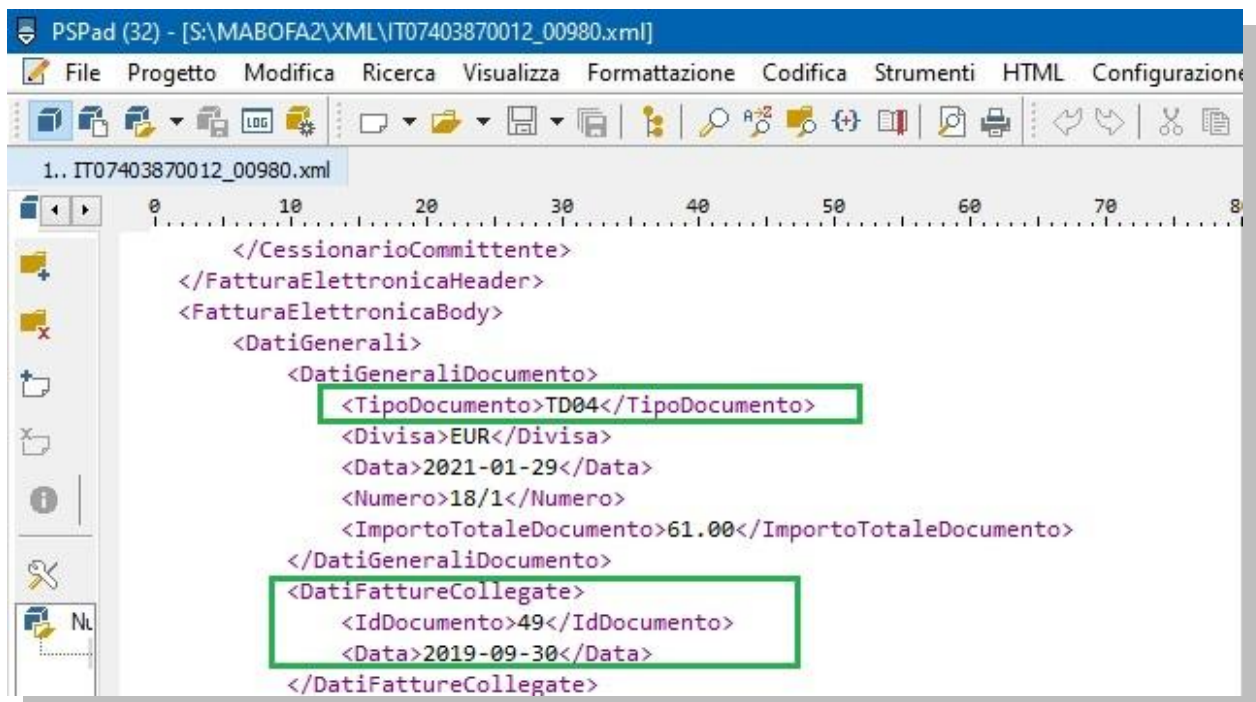 PSPad (32) - [S:\MABOFA2\XML\IT07403870012_00980.xml]
File Progetto Modifica Ricerca Visualizza Formattazione Codifica Strumenti HTML Configurazione
LOG
1.. IT07403870012_00980.xml
0 10 20 30 40 50 60 70 8
</CessionarioCommittente>
</FatturaElettronicaHeader>
<FatturaElettronicaBody>
<DatiGenerali>
<DatiGeneraliDocumento>
<TipoDocumento>TD04</TipoDocumento>
<Divisa>EUR</Divisa>
<Data>2021-01-29</Data>
<Numero>18/1</Numero>
<ImportoTotaleDocumento>61.00</ImportoTotaleDocumento>
</DatiGeneraliDocumento>
<DatiFattureCollegate>
<IdDocumento>49</IdDocumento>
<Data>2019-09-30</Data>
</DatiFattureCollegate>